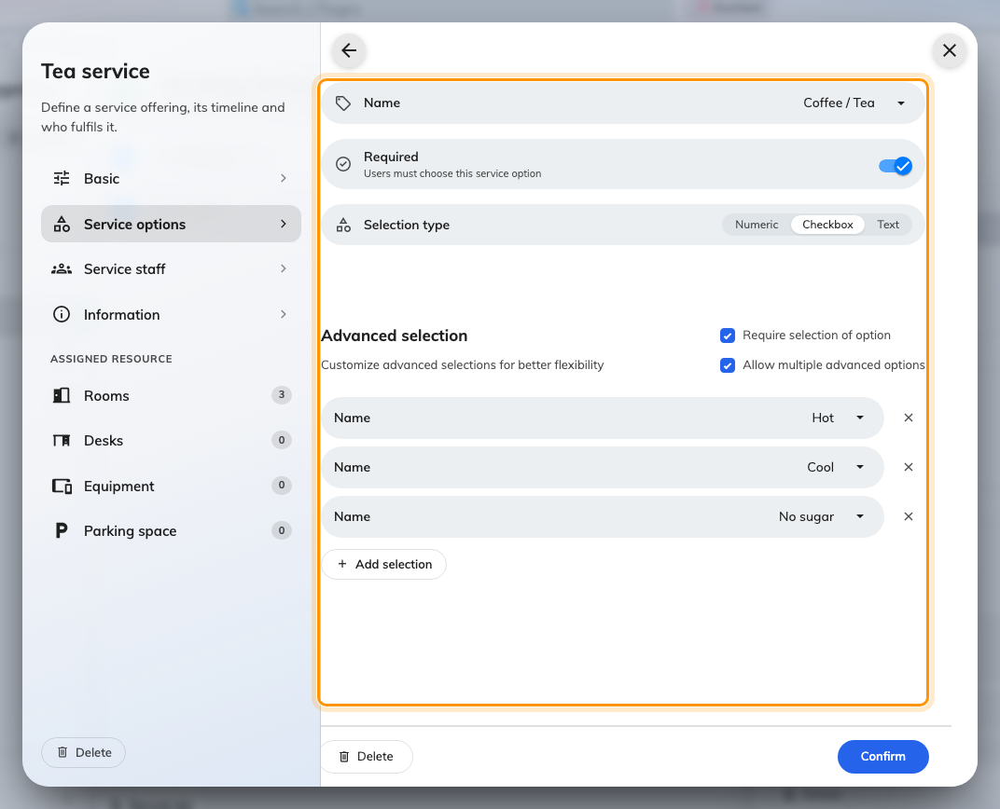 Tea service
Define a service offering, its timeline and
who fulfils it.
Basic
Service options
Service staff
Information
ASSIGNED RESOURCE
Rooms 3
Desks 0
Equipment 0
Parking space 0
Delete
Name Coffee / Tea
Required
Users must choose this service option
Selection type Numeric Checkbox Text
Advanced selection Require selection of option
Customize advanced selections for better flexibility Allow multiple advanced options
Name Hot
Name Cool
Name No sugar
+ Add selection
Delete Confirm